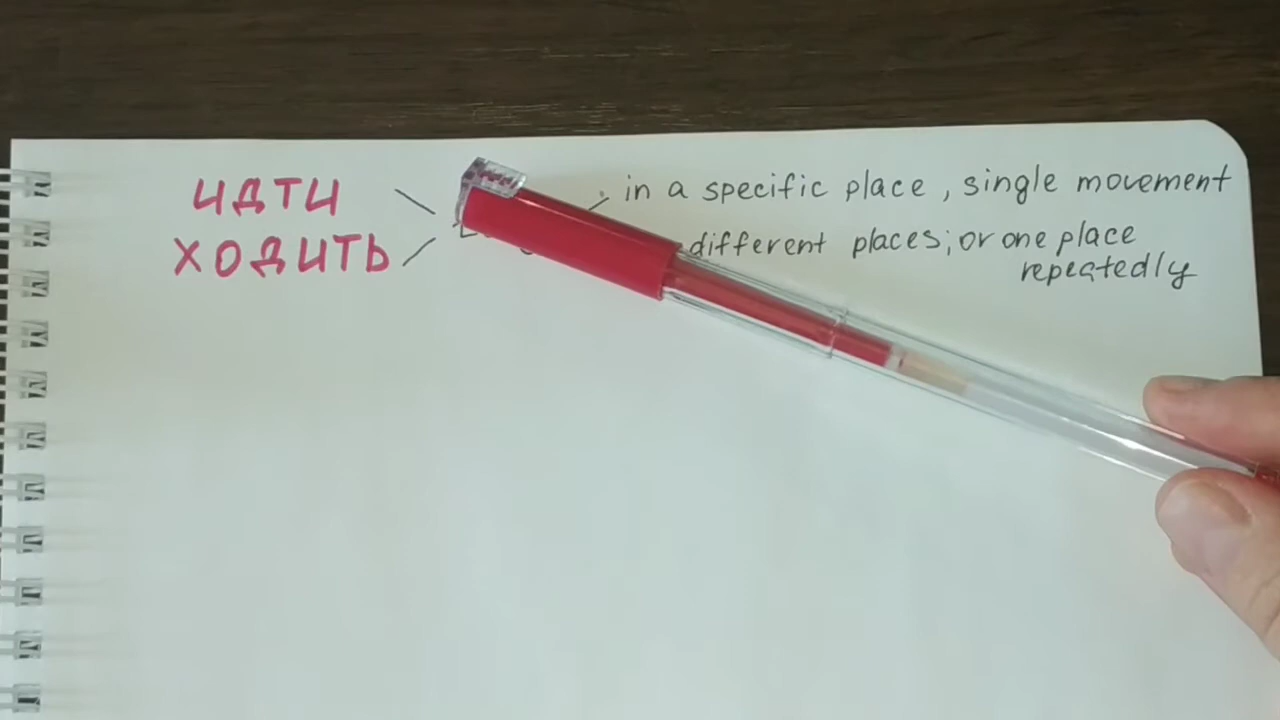 ИДТИ
in a specific place, single movement
ХОДИТЬ
different places; or one place
repeatedly